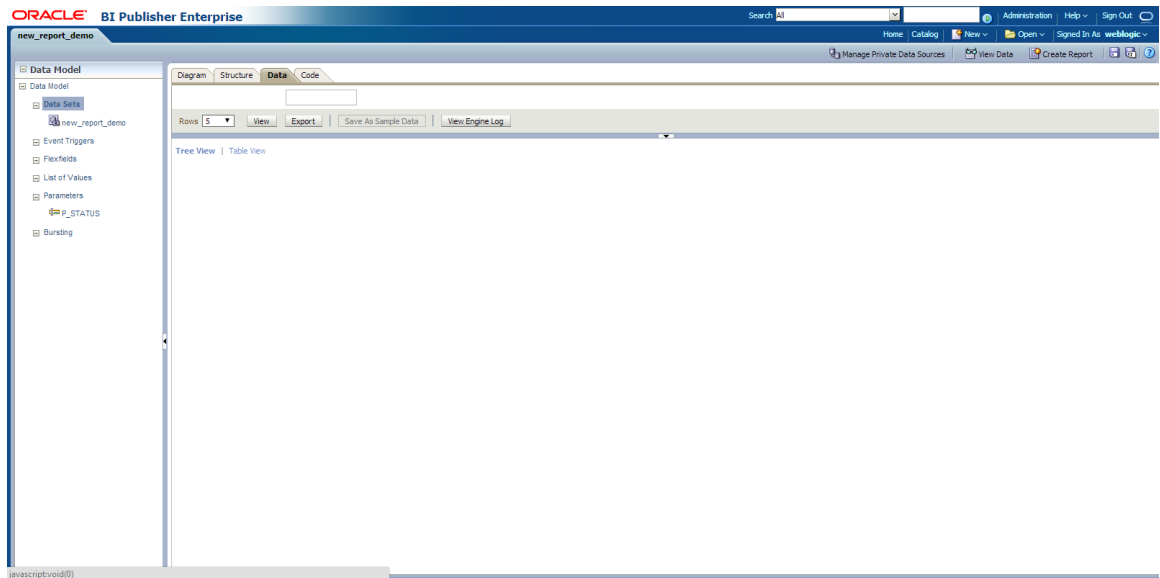 ORACLE BI Publisher Enterprise Search All Administration Help Sign Out
new_report_demo Home Catalog New Open Signed In As weblogic
Manage Private Data Sources View Data Create Report
Data Model
Data Model
Data Sets
new_report_demo
Event Triggers
Flexfields
List of Values
Parameters
P_STATUS
Bursting
Diagram Structure Data Code
Rows 5 View Export Save As Sample Data View Engine Log
Tree View | Table View
javascript:void(0)